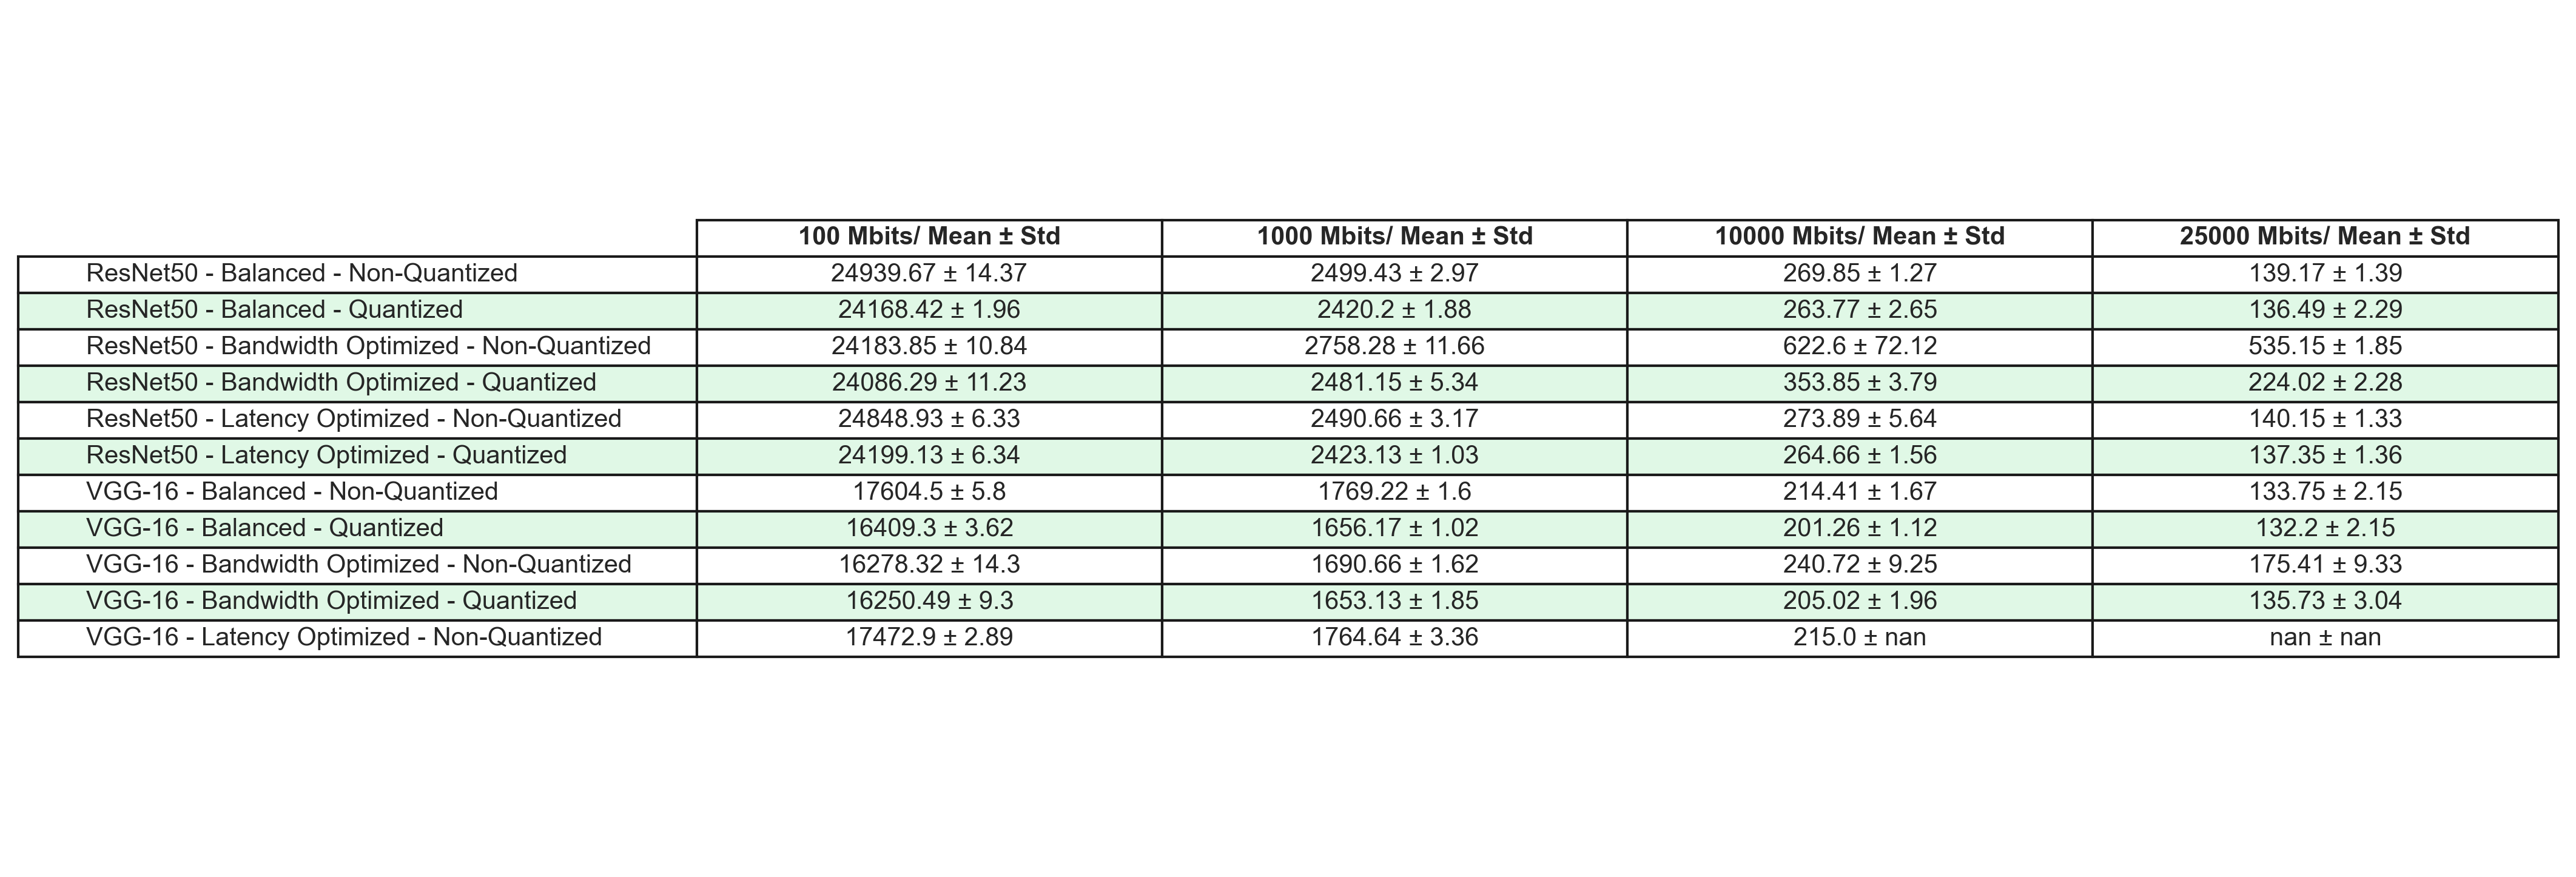 100 Mbits/ Mean ± Std 1000 Mbits/ Mean ± Std 10000 Mbits/ Mean ± Std 25000 Mbits/ Mean ± Std
ResNet50 - Balanced - Non-Quantized 24939.67 ± 14.37 2499.43 ± 2.97 269.85 ± 1.27 139.17 ± 1.39
ResNet50 - Balanced - Quantized 24168.42 ± 1.96 2420.2 ± 1.88 263.77 ± 2.65 136.49 ± 2.29
ResNet50 - Bandwidth Optimized - Non-Quantized 24183.85 ± 10.84 2758.28 ± 11.66 622.6 ± 72.12 535.15 ± 1.85
ResNet50 - Bandwidth Optimized - Quantized 24086.29 ± 11.23 2481.15 ± 5.34 353.85 ± 3.79 224.02 ± 2.28
ResNet50 - Latency Optimized - Non-Quantized 24848.93 ± 6.33 2490.66 ± 3.17 273.89 ± 5.64 140.15 ± 1.33
ResNet50 - Latency Optimized - Quantized 24199.13 ± 6.34 2423.13 ± 1.03 264.66 ± 1.56 137.35 ± 1.36
VGG-16 - Balanced - Non-Quantized 17604.5 ± 5.8 1769.22 ± 1.6 214.41 ± 1.67 133.75 ± 2.15
VGG-16 - Balanced - Quantized 16409.3 ± 3.62 1656.17 ± 1.02 201.26 ± 1.12 132.2 ± 2.15
VGG-16 - Bandwidth Optimized - Non-Quantized 16278.32 ± 14.3 1690.66 ± 1.62 240.72 ± 9.25 175.41 ± 9.33
VGG-16 - Bandwidth Optimized - Quantized 16250.49 ± 9.3 1653.13 ± 1.85 205.02 ± 1.96 135.73 ± 3.04
VGG-16 - Latency Optimized - Non-Quantized 17472.9 ± 2.89 1764.64 ± 3.36 215.0 ± nan nan ± nan